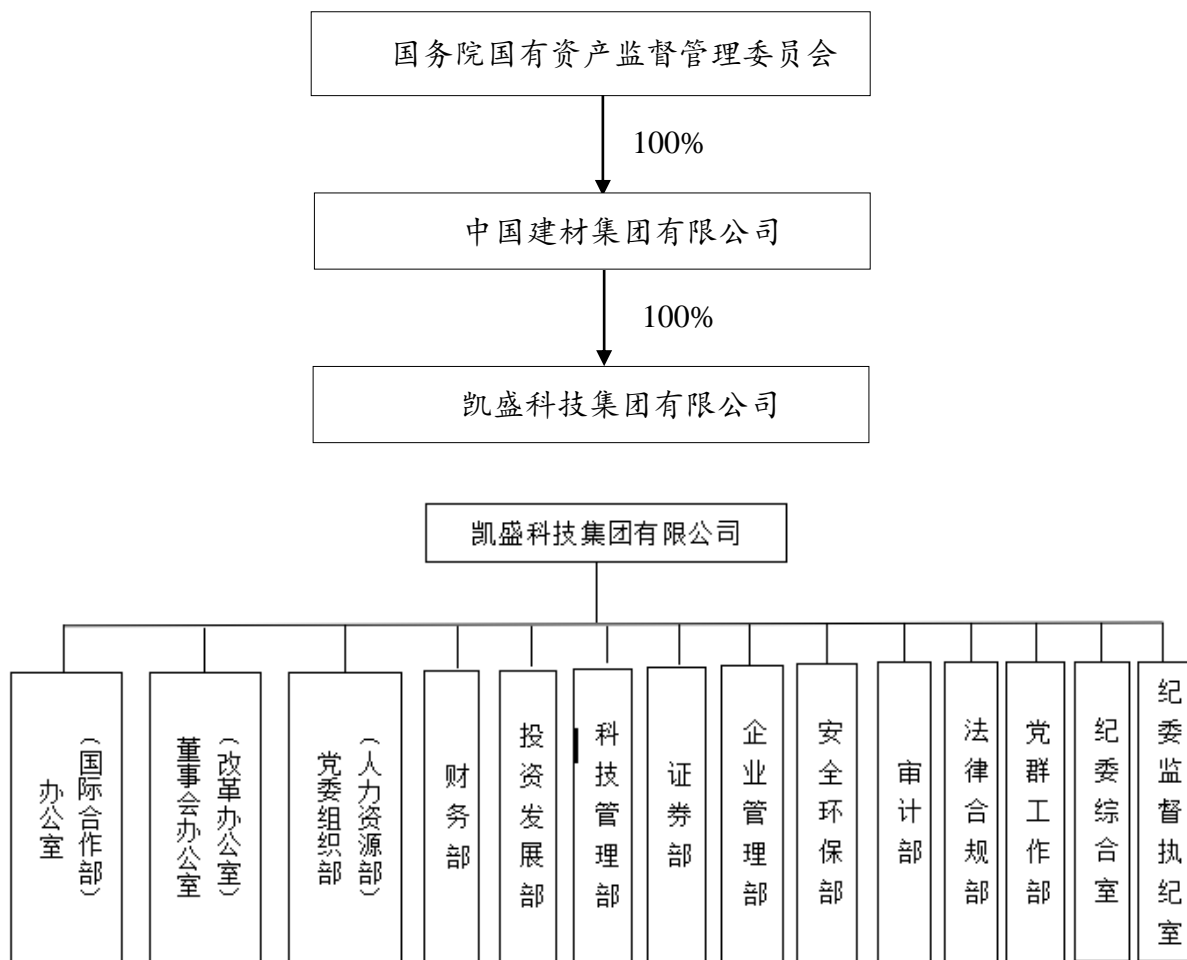 国务院国有资产监督管理委员会
100%
中国建材集团有限公司
100%
凯盛科技集团有限公司
凯盛科技集团有限公司
办公室
（国际合作部）
董事会办公室
（改革办公室）
党委组织部
（人力资源部）
财务部
投资发展部
科技管理部
证券部
企业管理部
安全环保部
审计部
法律合规部
党群工作部
纪委综合室
纪委监督执纪室